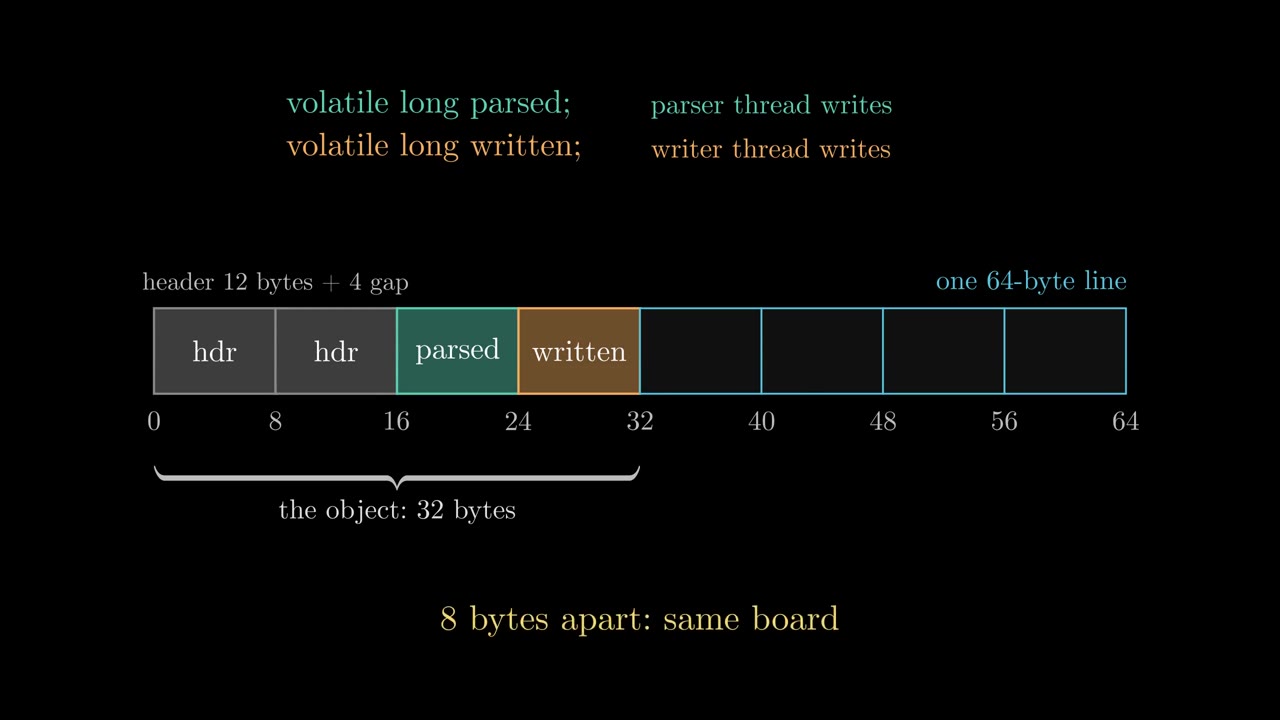 volatile long parsed; parser thread writes
volatile long written; writer thread writes
header 12 bytes + 4 gap one 64-byte line
hdr hdr parsed written
0 8 16 24 32 40 48 56 64
the object: 32 bytes
8 bytes apart: same board